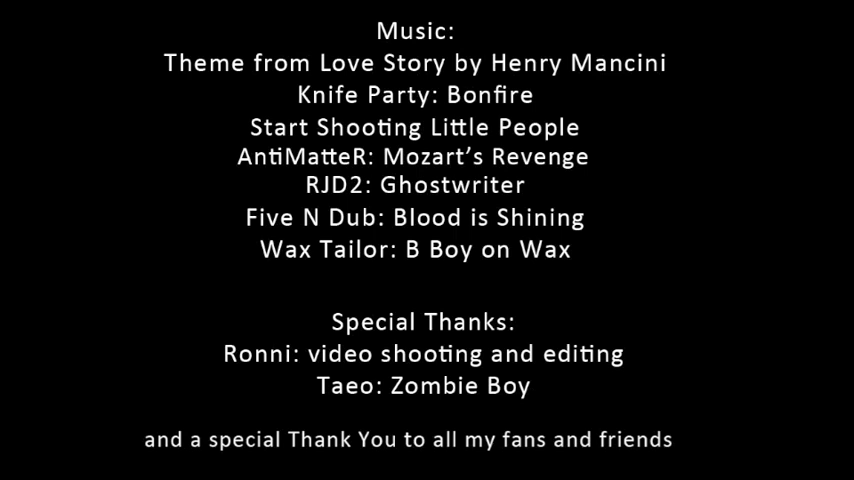 Music:
Theme from Love Story by Henry Mancini
Knife Party: Bonfire
Start Shooting Little People
AntiMatteR: Mozart's Revenge
RJD2: Ghostwriter
Five N Dub: Blood is Shining
Wax Tailor: B Boy on Wax
Special Thanks:
Ronni: video shooting and editing
Taeo: Zombie Boy
and a special Thank You to all my fans and friends